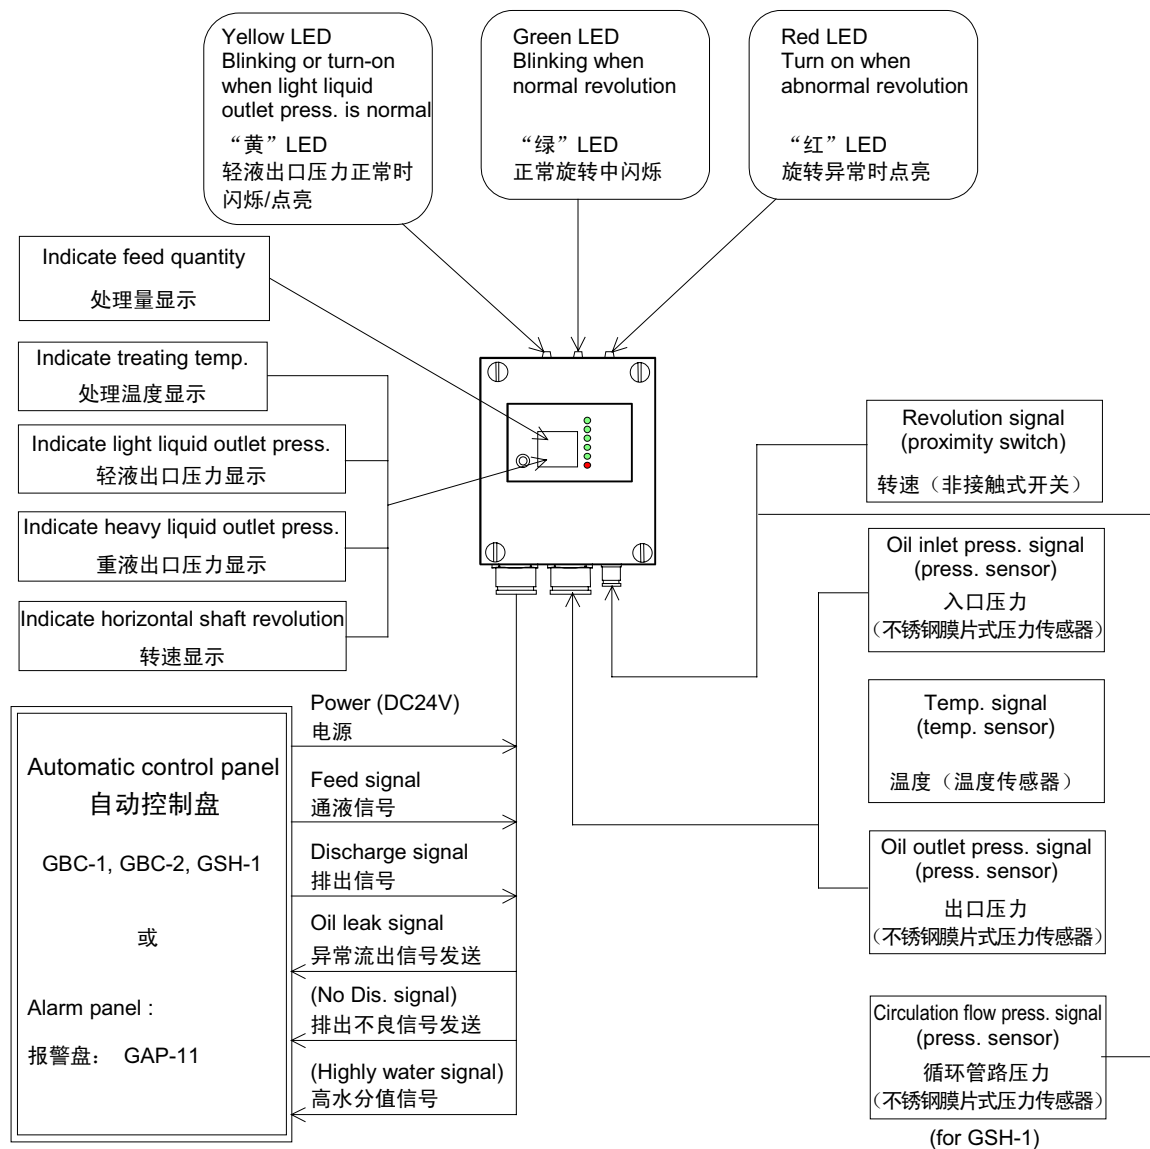 Yellow LED
Blinking or turn-on
when light liquid
outlet press. is normal
“黄”LED
轻液出口压力正常时
闪烁/点亮
Green LED
Blinking when
normal revolution
“绿”LED
正常旋转中闪烁
Red LED
Turn on when
abnormal revolution
“红”LED
旋转异常时点亮
Indicate feed quantity
处理量显示
Indicate treating temp.
处理温度显示
Indicate light liquid outlet press.
轻液出口压力显示
Indicate heavy liquid outlet press.
重液出口压力显示
Indicate horizontal shaft revolution
转速显示
Revolution signal
(proximity switch)
转速（非接触式开关）
Oil inlet press. signal
(press. sensor)
入口压力
（不锈钢膜片式压力传感器）
Temp. signal
(temp. sensor)
温度（温度传感器）
Oil outlet press. signal
(press. sensor)
出口压力
（不锈钢膜片式压力传感器）
Circulation flow press. signal
(press. sensor)
循环管路压力
（不锈钢膜片式压力传感器）
(for GSH-1)
Automatic control panel
自动控制盘
GBC-1, GBC-2, GSH-1
或
Alarm panel :
报警盘： GAP-11
Power (DC24V)
电源
Feed signal
通液信号
Discharge signal
排出信号
Oil leak signal
异常流出信号发送
(No Dis. signal)
排出不良信号发送
(Highly water signal)
高水分值信号